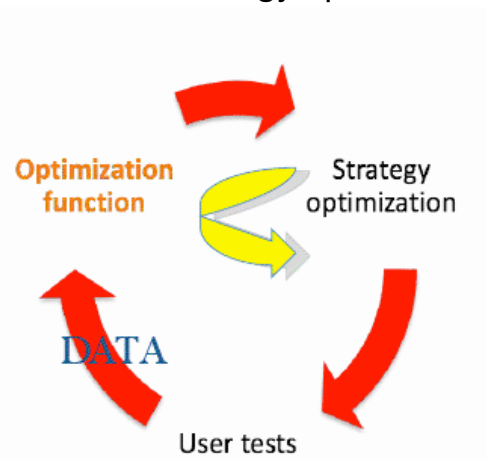 Optimization
function
Strategy
optimization
DATA
User tests